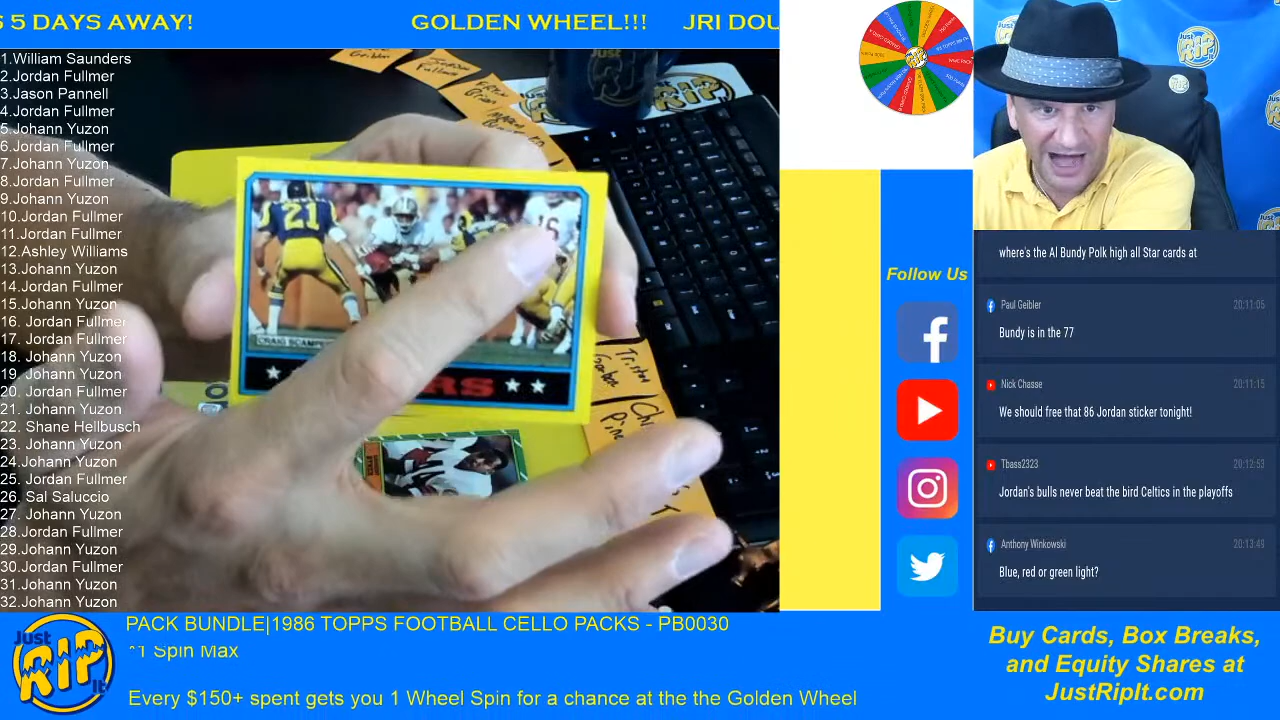 S 5 DAYS AWAY!
GOLDEN WHEEL!!!
JRI DOU
1.William Saunders
2.Jordan Fullmer
3.Jason Pannell
4.Jordan Fullmer
5.Johann Yuzon
6.Jordan Fullmer
7.Johann Yuzon
8.Jordan Fullmer
9.Johann Yuzon
10.Jordan Fullmer
11.Jordan Fullmer
12.Ashley Williams
13.Johann Yuzon
14.Jordan Fullmer
15.Johann Yuzon
16. Jordan Fullmer
17. Jordan Fullmer
18. Johann Yuzon
19. Johann Yuzon
20. Jordan Fullmer
21. Johann Yuzon
22. Shane Hellbusch
23. Johann Yuzon
24. Johann Yuzon
25. Jordan Fullmer
26. Sal Saluccio
27. Johann Yuzon
28.Jordan Fullmer
29.Johann Yuzon
30.Jordan Fullmer
31.Johann Yuzon
32.Johann Yuzon
21
16
CRAIG SCAMPE
RS
RIP
Follow Us
where's the Al Bundy Polk high all Star cards at
Paul Geibler 20:11:05
Bundy is in the 77
Nick Chasse 20:11:15
We should free that 86 Jordan sticker tonight!
Tbass2323 20:12:53
Jordan's bulls never beat the bird Celtics in the playoffs
Anthony Winkowski 20:13:49
Blue, red or green light?
Just
RIP
It
PACK BUNDLE|1986 TOPPS FOOTBALL CELLO PACKS - PB0030
*1 Spin Max
Every $150+ spent gets you 1 Wheel Spin for a chance at the the Golden Wheel
Buy Cards, Box Breaks,
and Equity Shares at
JustRipIt.com